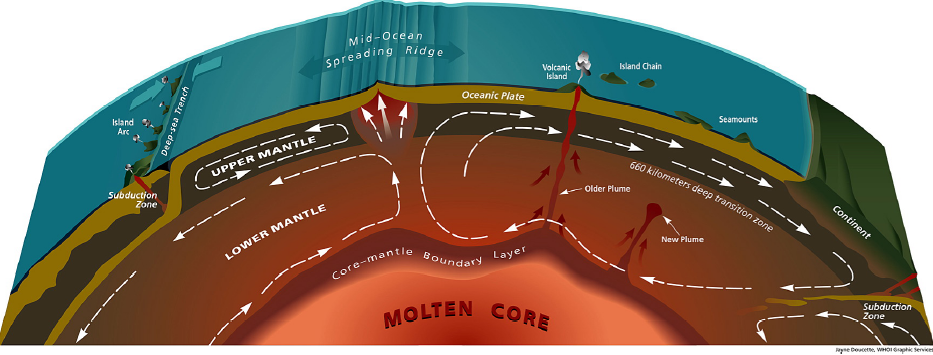 Mid-Ocean
Spreading Ridge
Volcanic
Island
Island Chain
Oceanic Plate
Seamounts
Island
Arc
Deep-sea Trench
UPPER MANTLE
Subduction
Zone
660 kilometers deep transition zone
Older Plume
LOWER MANTLE
New Plume
Continent
Core-mantle Boundary Layer
MOLTEN CORE
Subduction
Zone
Jayne Doucette, WHOI Graphic Services